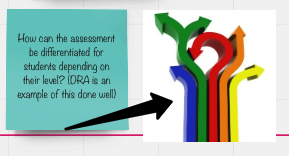 How can the assessment
be differentiated for
students depending on
their level? (DRA is an
example of this done well)